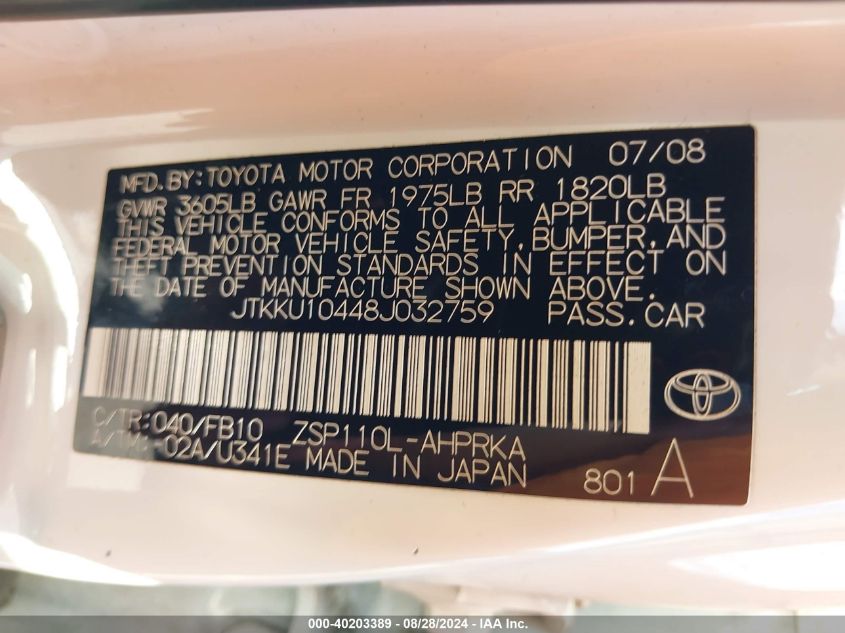 MFD.BY:TOYOTA MOTOR CORPORATION 07/08
GVWR 3605LB GAWR FR 1975LB RR 1820LB
THIS VEHICLE CONFORMS TO ALL APPLICABLE
FEDERAL MOTOR VEHICLE SAFETY,BUMPER,AND
THEFT PREVENTION STANDARDS IN EFFECT ON
THE DATE OF MANUFACTURE SHOWN ABOVE.
JTKKU10448J032759 PASS.CAR
C/TR:040/FB10 ZSP110L-AHPRKA
A/TM: -02A/U341E MADE IN JAPAN
801 A
000-40203389 - 08/28/2024 - IAA Inc.